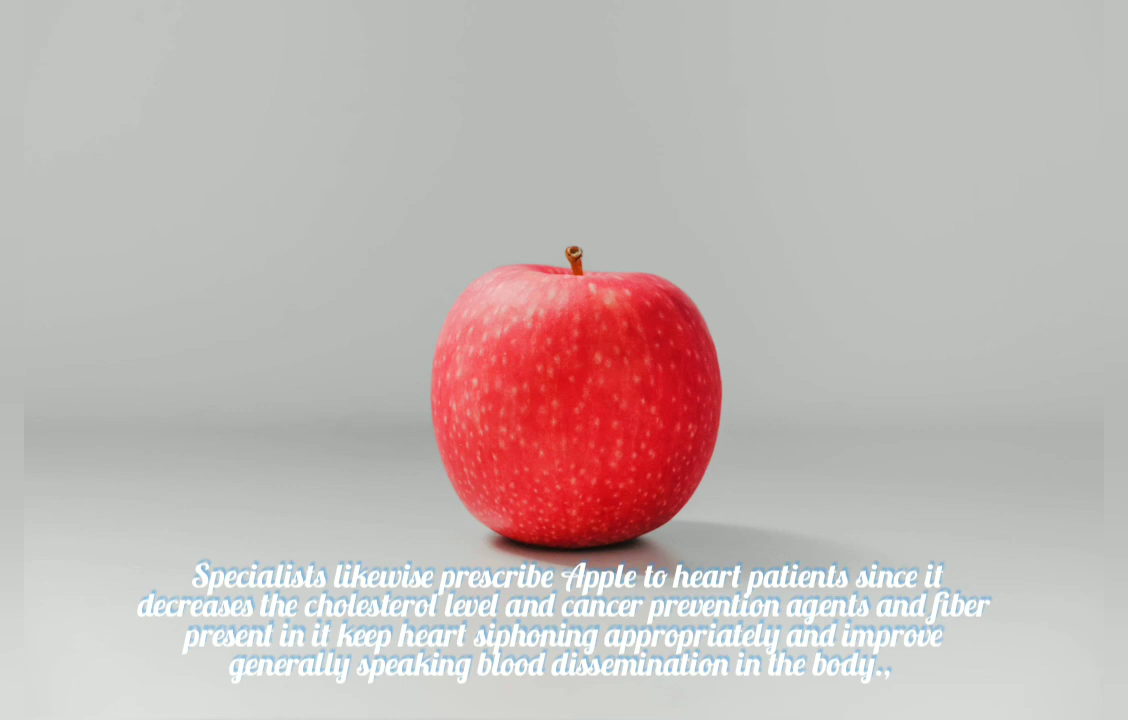 Specialists likewise prescribe Apple to heart patients since it
decreases the cholesterol level and cancer prevention agents and fiber
present in it keep heart siphoning appropriately and improve
generally speaking blood dissemination in the body.,